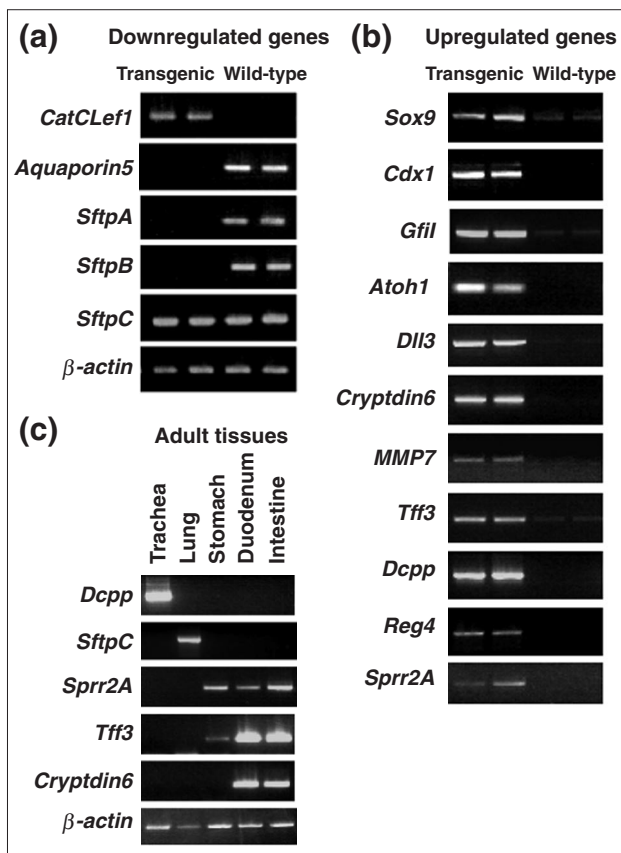 (a) Downregulated genes
Transgenic Wild-type
CatCLef1
Aquaporin5
SftpA
SftpB
SftpC
β-actin
(b) Upregulated genes
Transgenic Wild-type
Sox9
Cdx1
GfiI
Atoh1
Dll3
Cryptdin6
MMP7
Tff3
Dcpp
Reg4
Sprr2A
(c) Adult tissues
Trachea
Lung
Stomach
Duodenum
Intestine
Dcpp
SftpC
Sprr2A
Tff3
Cryptdin6
β-actin